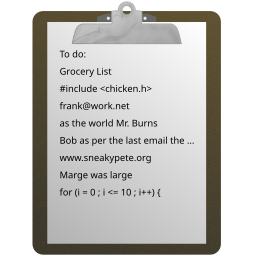 To do:
Grocery List
#include <chicken.h>
frank@work.net
as the world Mr. Burns
Bob as per the last email the ...
www.sneakypete.org
Marge was large
for (i = 0 ; i <= 10 ; i++) {